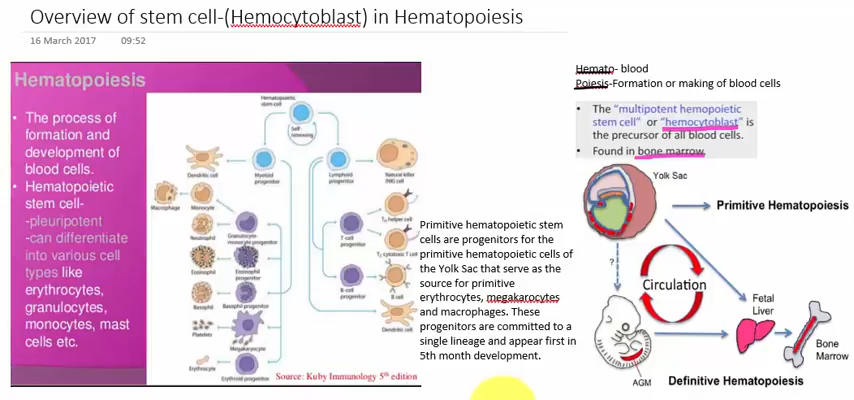 Overview of stem cell-(Hemocytoblast) in Hematopoiesis
16 March 2017 09:52
Hematopoiesis
• The process of
formation and
development of
blood cells.
• Hematopoietic
stem cell-
-pleuripotent
-can differentiate
into various cell
types like
erythrocytes,
granulocytes,
monocytes, mast
cells etc.
Hematopoietic
stem cell
Self-
renewing
Dendritic cell
Myeloid
progenitor
Lymphoid
progenitor
Natural killer
(NK) cell
Macrophage
Monocyte
Neutrophil
Granulocyte-
monocyte progenitor
Eosinophil
Eosinophil
progenitor
Basophil
Basophil progenitor
Platelets
Megakaryocyte
Erythrocyte
Erythroid progenitor
TH helper cell
T-cell
progenitor
TC cytotoxic T cell
B-cell
progenitor
B cell
Dendritic cell
Source: Kuby Immunology 5th edition
Primitive hematopoietic stem
cells are progenitors for the
primitive hematopoietic cells of
the Yolk Sac that serve as the
source for primitive
erythrocytes, megakarocytes
and macrophages. These
progenitors are committed to a
single lineage and appear first in
5th month development.
Hemato- blood
Poiesis-Formation or making of blood cells
• The "multipotent hemopoietic
stem cell" or "hemocytoblast" is
the precursor of all blood cells.
• Found in bone marrow
Yolk Sac
Primitive Hematopoiesis
?
Circulation
Fetal
Liver
Bone
Marrow
AGM
Definitive Hematopoiesis